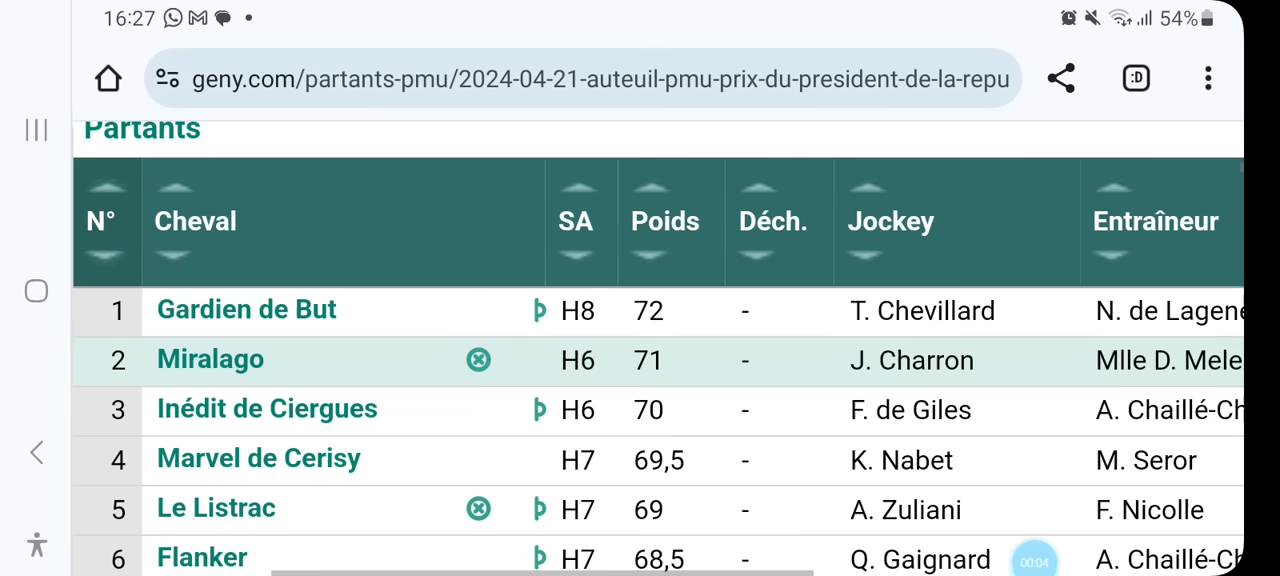 16:27 54%
geny.com/partants-pmu/2024-04-21-auteuil-pmu-prix-du-president-de-la-repu :D
Partants
N° Cheval SA Poids Déch. Jockey Entraîneur
1 Gardien de But H8 72 - T. Chevillard N. de Lagene
2 Miralago H6 71 - J. Charron Mlle D. Mele
3 Inédit de Ciergues H6 70 - F. de Giles A. Chaillé-Ch
4 Marvel de Cerisy H7 69,5 - K. Nabet M. Seror
5 Le Listrac H7 69 - A. Zuliani F. Nicolle
6 Flanker H7 68,5 - Q. Gaignard A. Chaillé-Ch
00:04